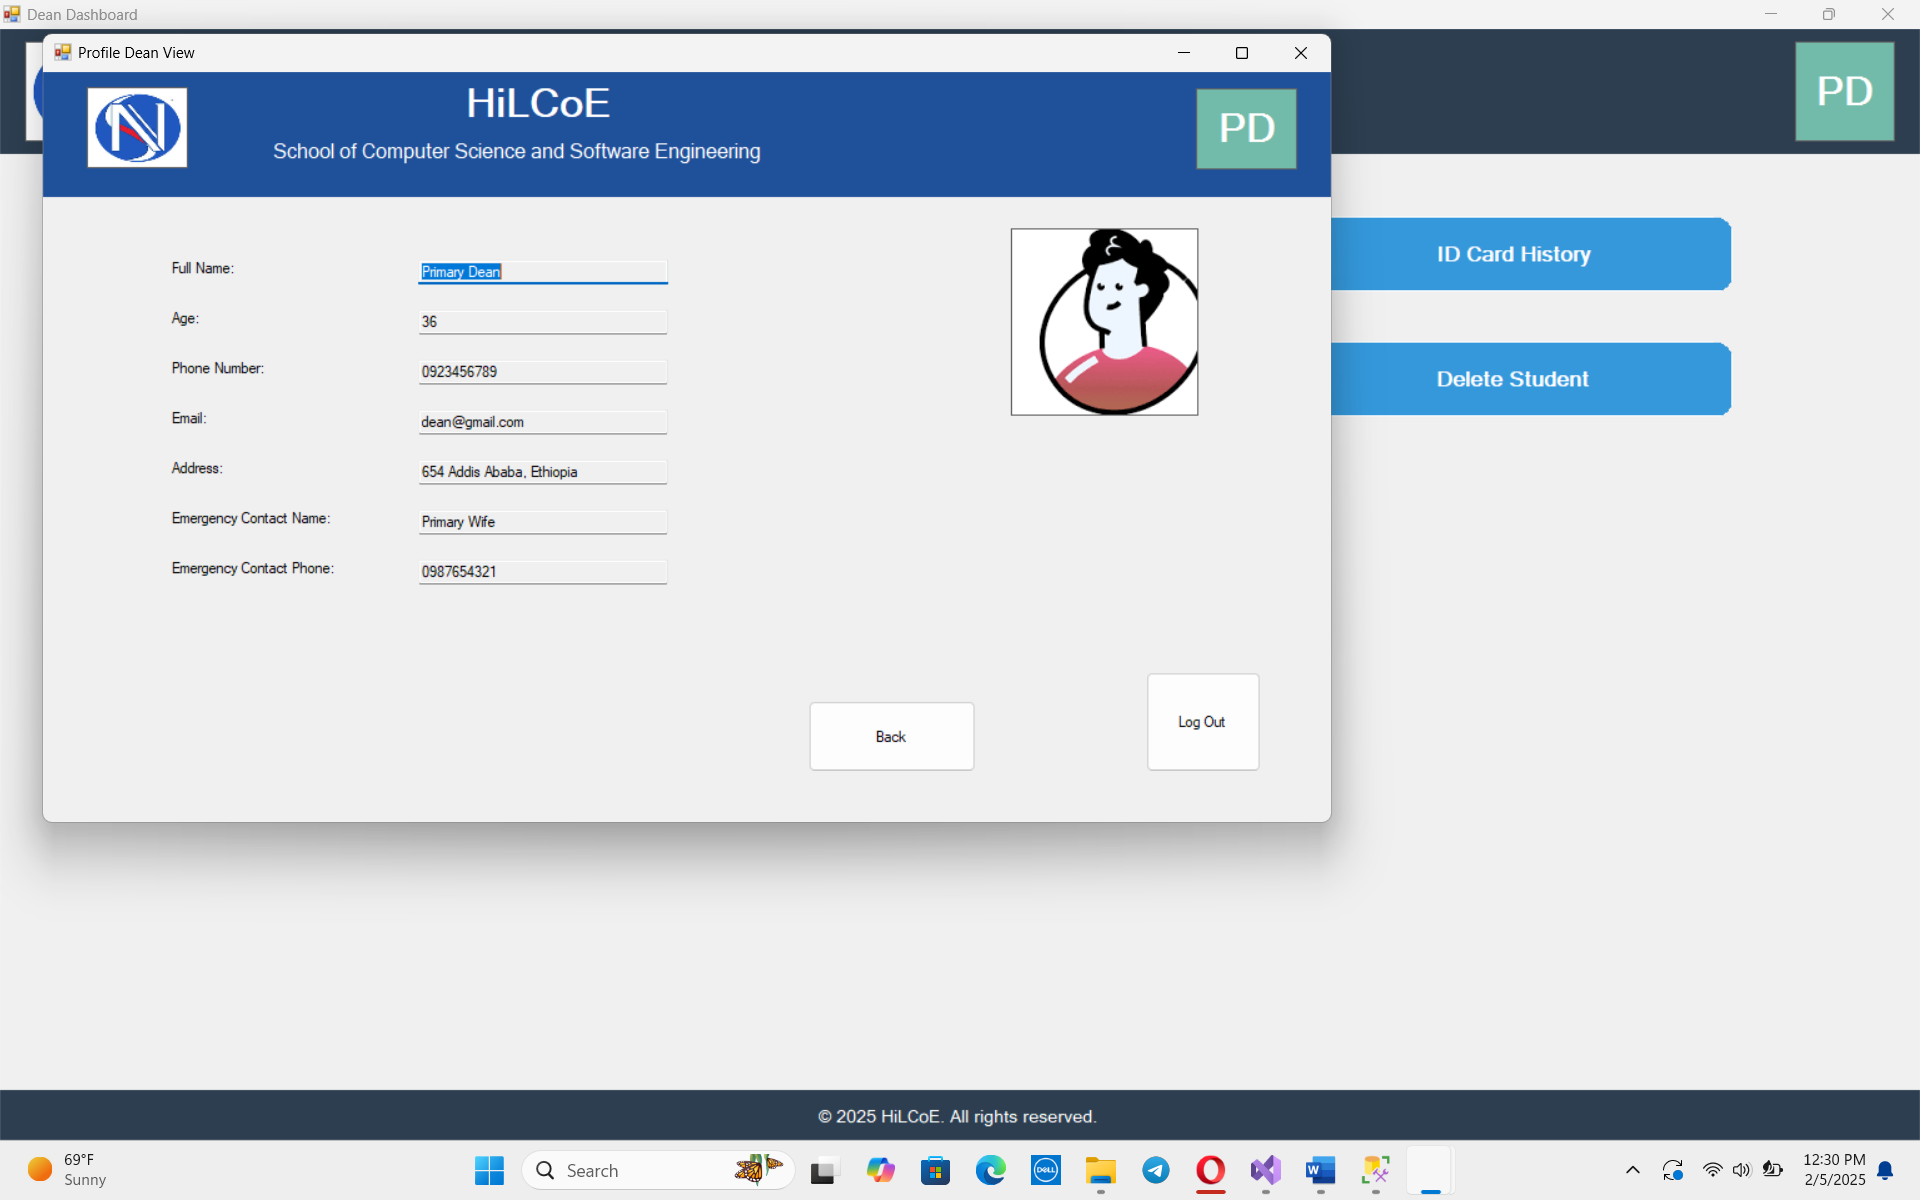 Dean Dashboard
Profile Dean View
HiLCoE
School of Computer Science and Software Engineering
PD
PD
Full Name:
Primary Dean
Age:
36
Phone Number:
0923456789
Email:
dean@gmail.com
Address:
654 Addis Ababa, Ethiopia
Emergency Contact Name:
Primary Wife
Emergency Contact Phone:
0987654321
ID Card History
Delete Student
Back
Log Out
© 2025 HiLCoE. All rights reserved.
69°F
Sunny
Search
DELL
W
12:30 PM
2/5/2025